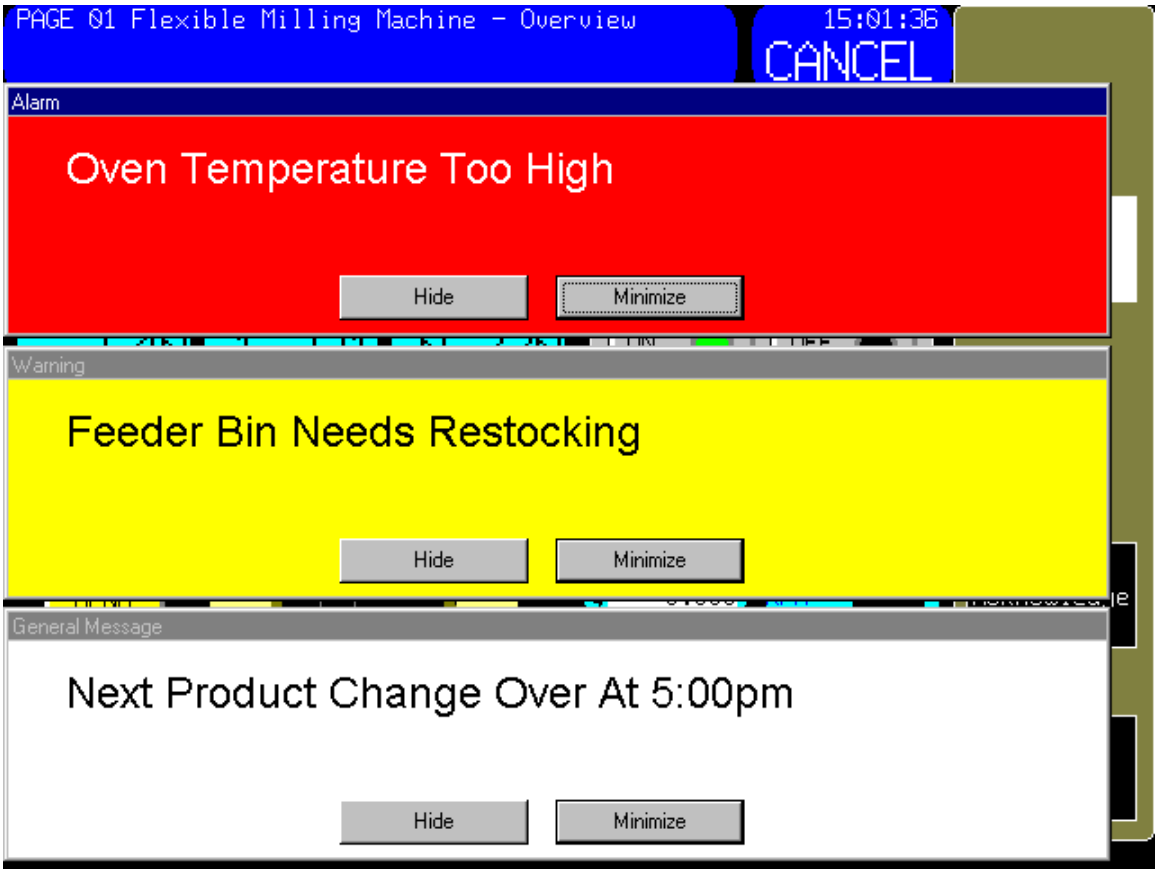 PAGE 01 Flexible Milling Machine - Overview
15:01:36
CANCEL
Alarm
Oven Temperature Too High
Hide
Minimize
Warning
Feeder Bin Needs Restocking
Hide
Minimize
General Message
Next Product Change Over At 5:00pm
Hide
Minimize